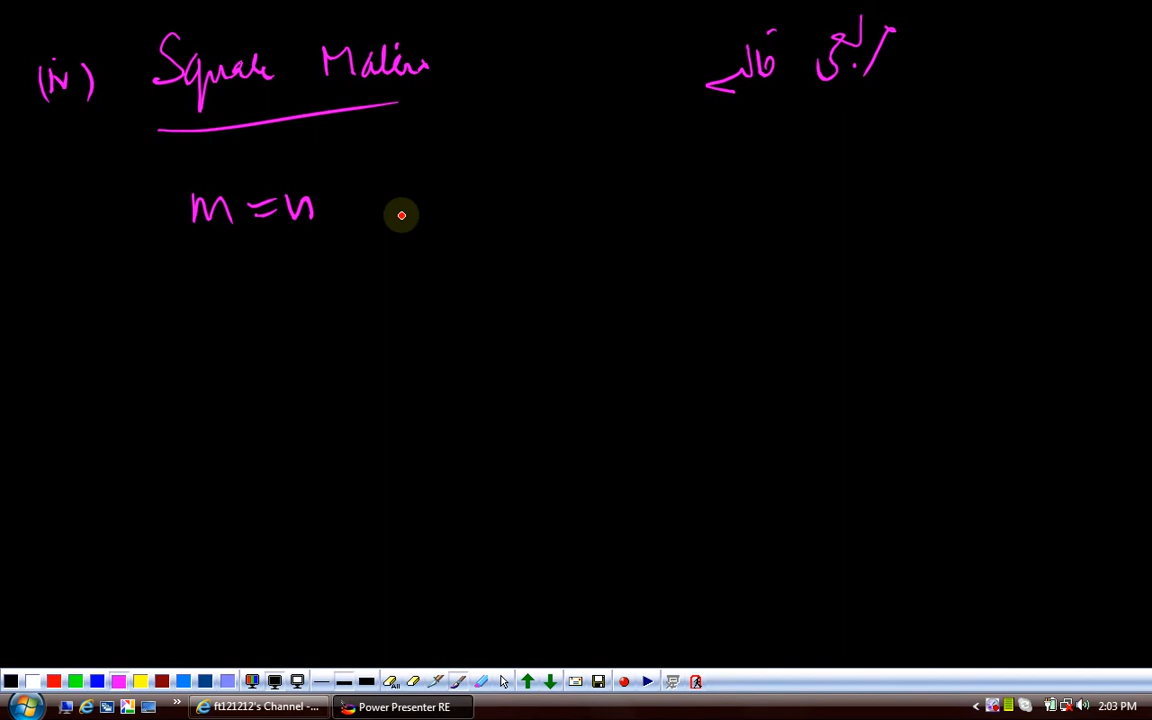 (iv) Square Matrix مربعی قالب
m = n
ft121212's Channel -...
Power Presenter RE
2:03 PM